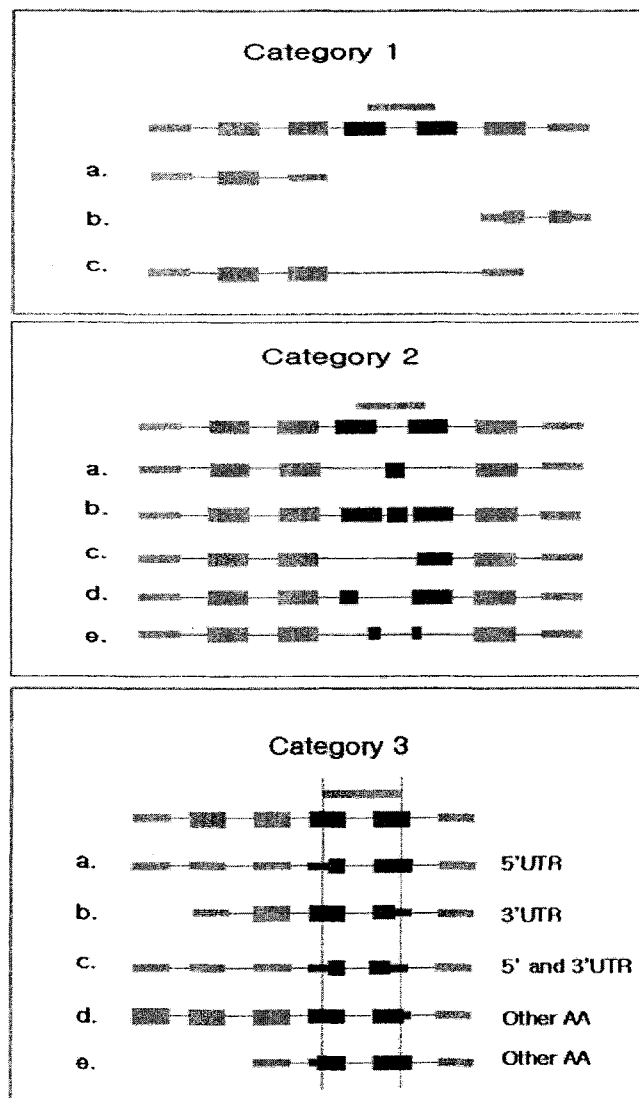 Category 1
a.
b.
c.
Category 2
a.
b.
c.
d.
e.
Category 3
a. 5'UTR
b. 3'UTR
c. 5' and 3'UTR
d. Other AA
e. Other AA